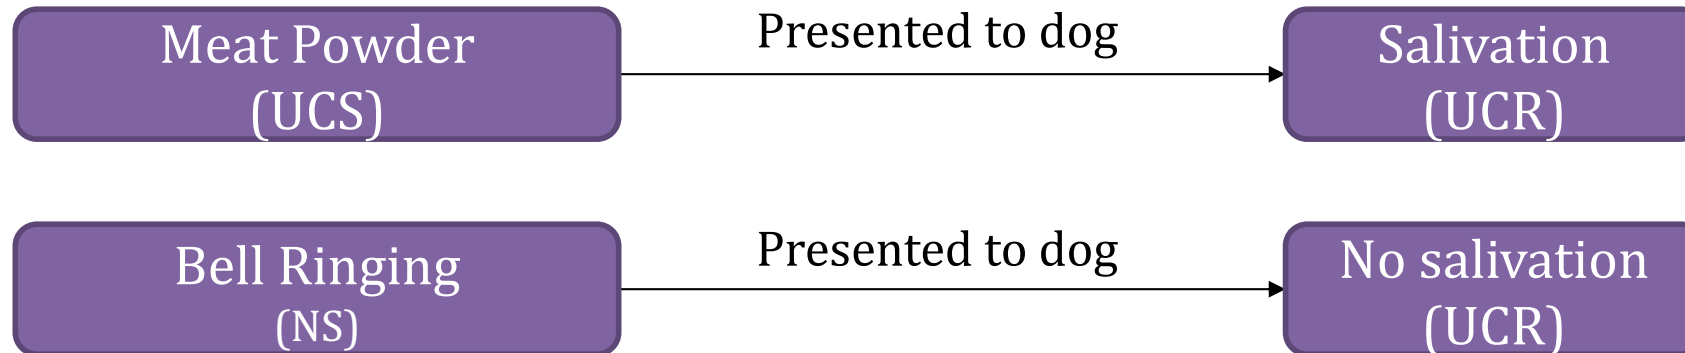 Meat Powder
(UCS)
Presented to dog
Salivation
(UCR)
Bell Ringing
(NS)
Presented to dog
No salivation
(UCR)